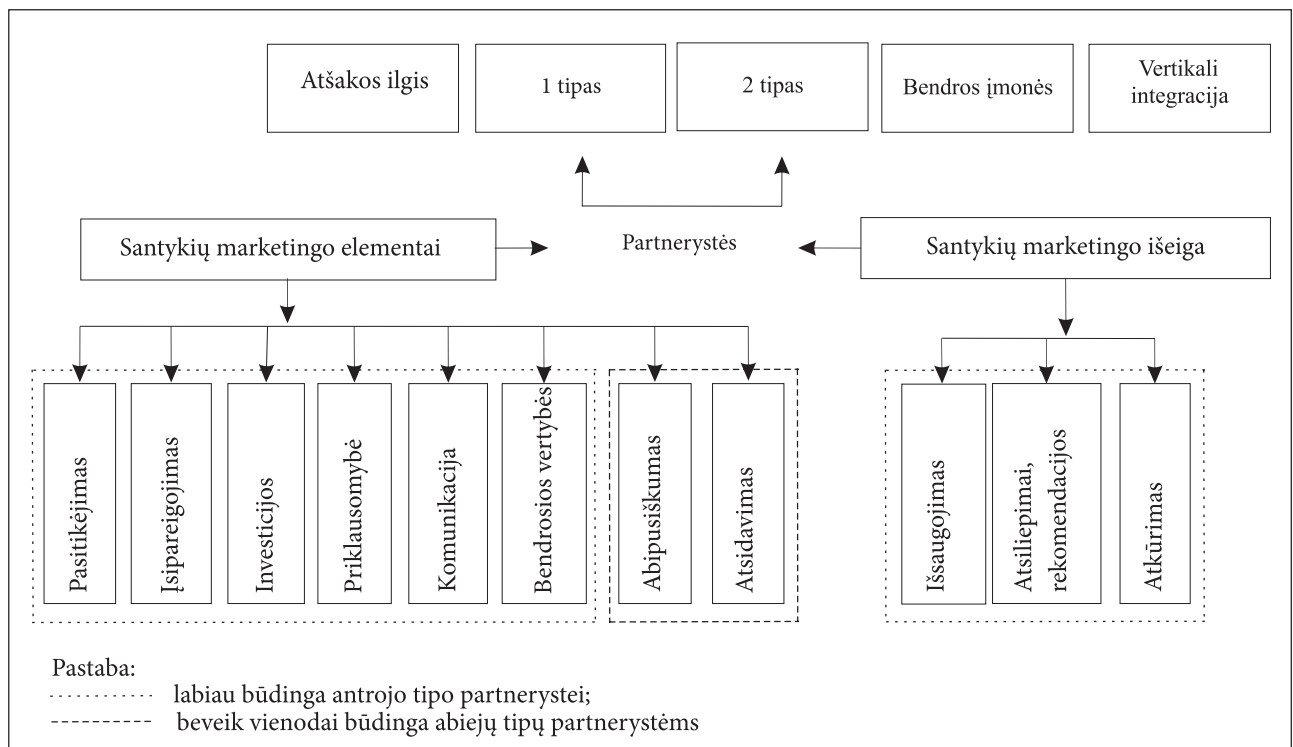 Atšakos ilgis
1 tipas
2 tipas
Bendros įmonės
Vertikali
integracija
Santykių marketingo elementai
Partnerystės
Santykių marketingo išeiga
Pasitikėjimas
Įsipareigojimas
Investicijos
Priklausomybė
Komunikacija
Bendrosios vertybės
Abipusiškumas
Atsidavimas
Išsaugojimas
Atsiliepimai,
rekomendacijos
Atkūrimas
Pastaba:
labiau būdinga antrojo tipo partnerystei;
beveik vienodai būdinga abiejų tipų partnerystėms